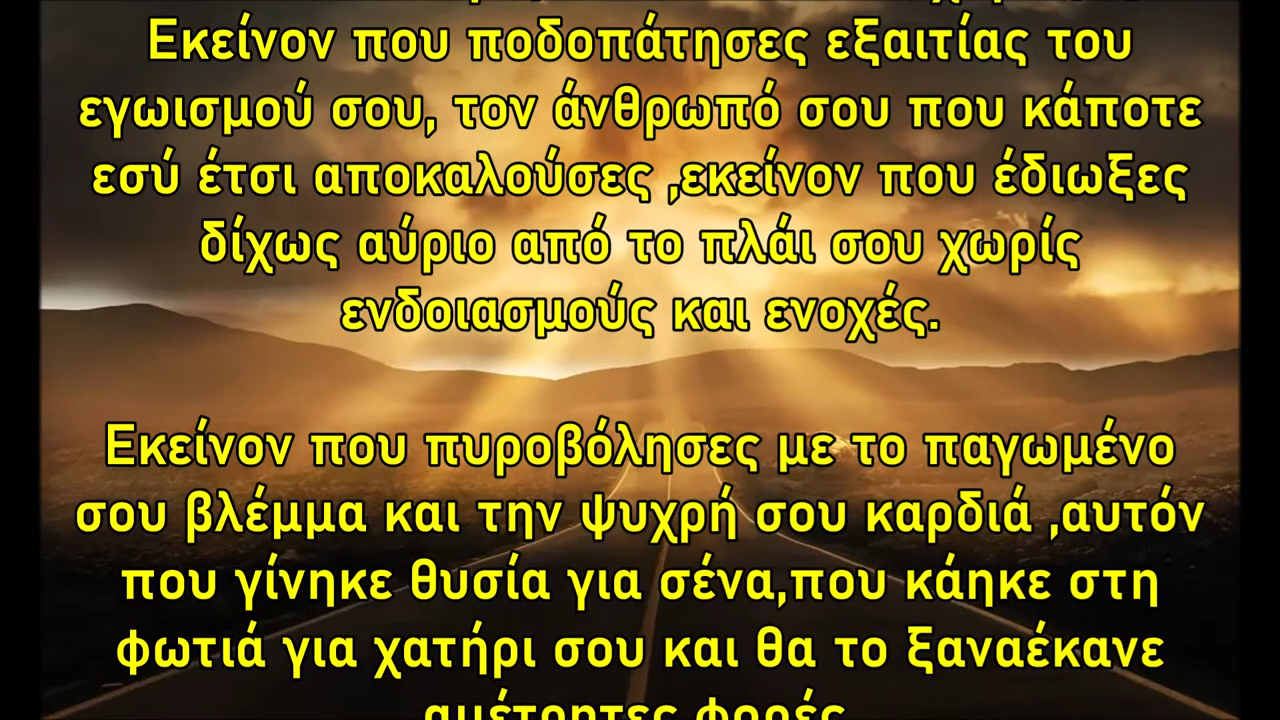 Εκείνον που ποδοπάτησες εξαιτίας του
εγωισμού σου, τον άνθρωπό σου που κάποτε
εσύ έτσι αποκαλούσες ,εκείνον που έδιωξες
δίχως αύριο από το πλάι σου χωρίς
ενδοιασμούς και ενοχές.
Εκείνον που πυροβόλησες με το παγωμένο
σου βλέμμα και την ψυχρή σου καρδιά ,αυτόν
που γίνηκε θυσία για σένα,που κάηκε στη
φωτιά για χατήρι σου και θα το ξαναέκανε
αμέτρητες φορές